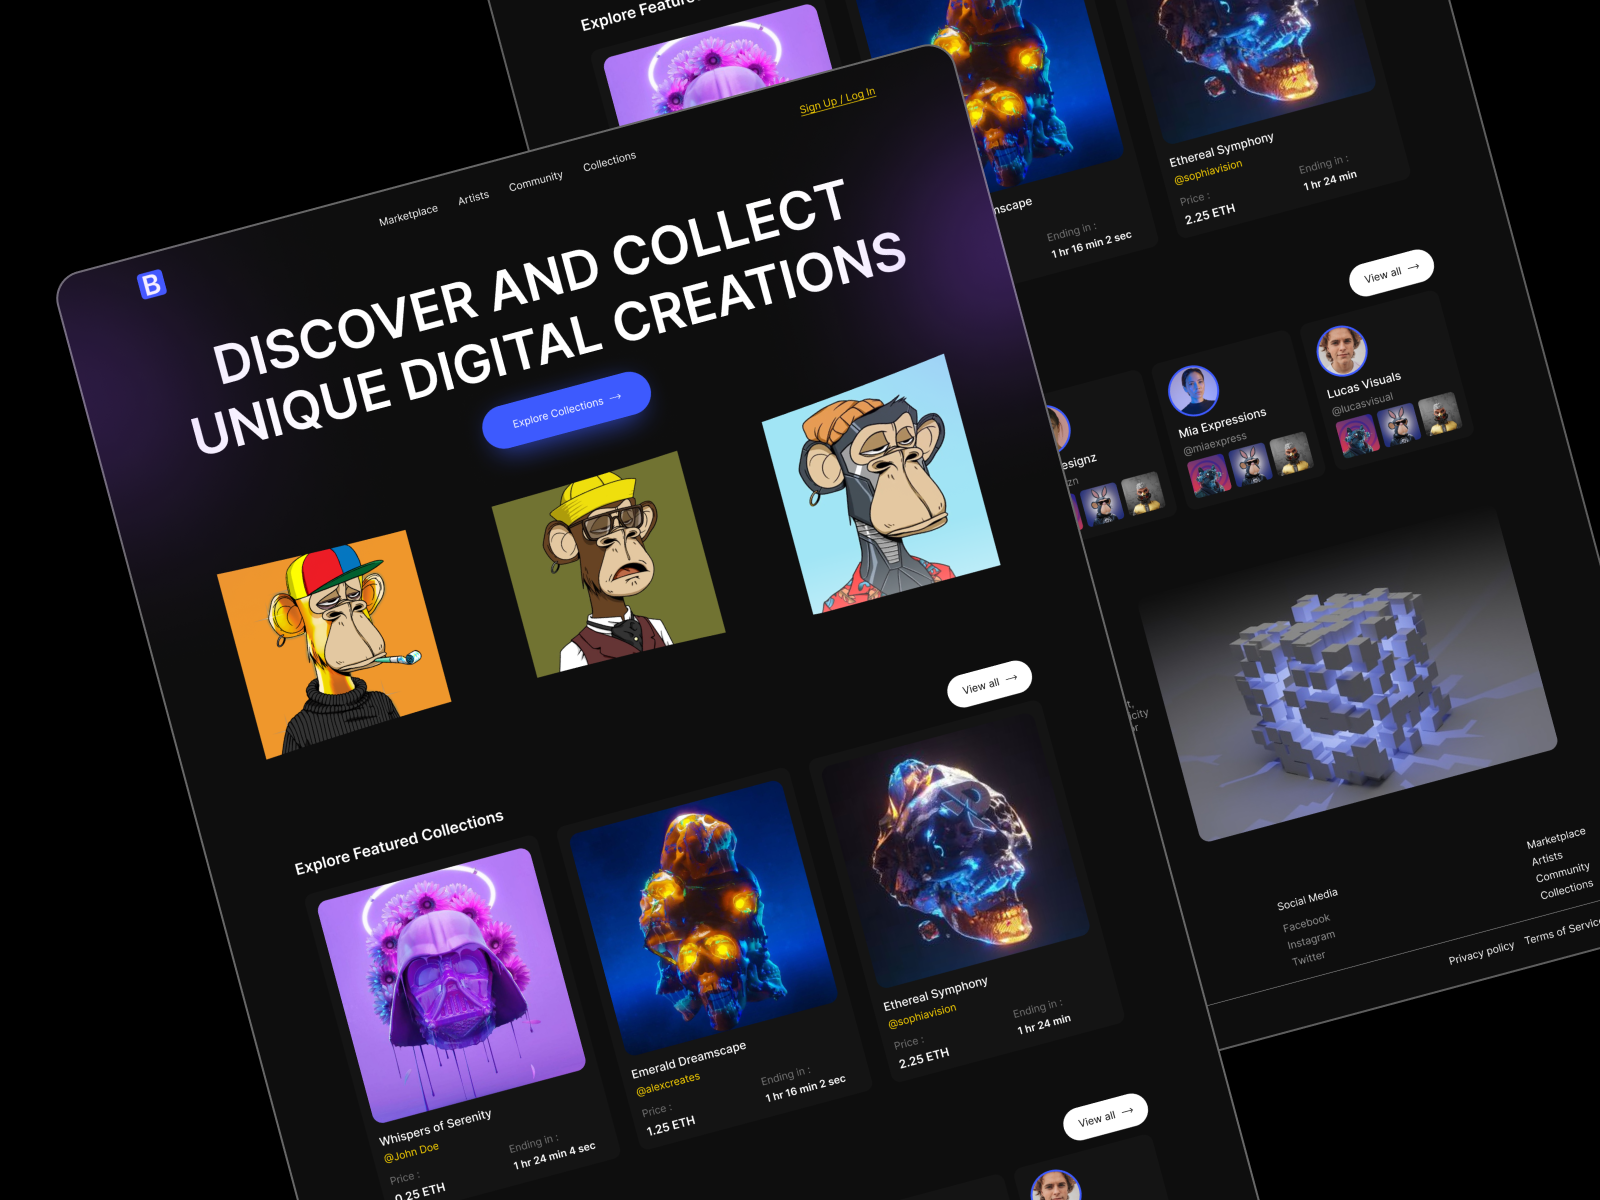 Sign Up / Log In
Marketplace
Artists
Community
Collections
B
DISCOVER AND COLLECT
UNIQUE DIGITAL CREATIONS
Explore Collections →
View all →
Explore Featured Collections
Whispers of Serenity
@John Doe
Price :
0.25 ETH
Ending in :
1 hr 24 min 4 sec
Emerald Dreamscape
@alexcreates
Price :
1.25 ETH
Ending in :
1 hr 16 min 2 sec
Ethereal Symphony
@sophiavision
Price :
2.25 ETH
Ending in :
1 hr 24 min
View all →
Explore Featured
Ending in :
1 hr 16 min 2 sec
Ethereal Symphony
@sophiavision
Price :
2.25 ETH
Ending in :
1 hr 24 min
View all →
Mia Expressions
@miaexpress
Lucas Visuals
@lucasvisual
Social Media
Facebook
Instagram
Twitter
Marketplace
Artists
Community
Collections
Privacy policy
Terms of Service